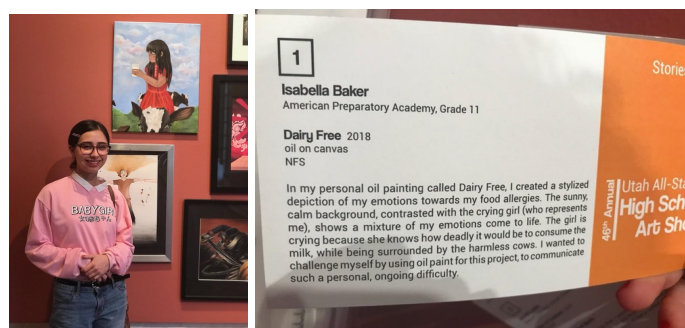 BABYGIRL
1
Isabella Baker
American Preparatory Academy, Grade 11
Dairy Free 2018
oil on canvas
NFS
In my personal oil painting called Dairy Free, I created a stylized
depiction of my emotions towards my food allergies. The sunny,
calm background, contrasted with the crying girl (who represents
me), shows a mixture of my emotions come to life. The girl is
crying because she knows how deadly it would be to consume the
milk, while being surrounded by the harmless cows. I wanted to
challenge myself by using oil paint for this project, to communicate
such a personal, ongoing difficulty.
46th Annual
Utah
High
Art